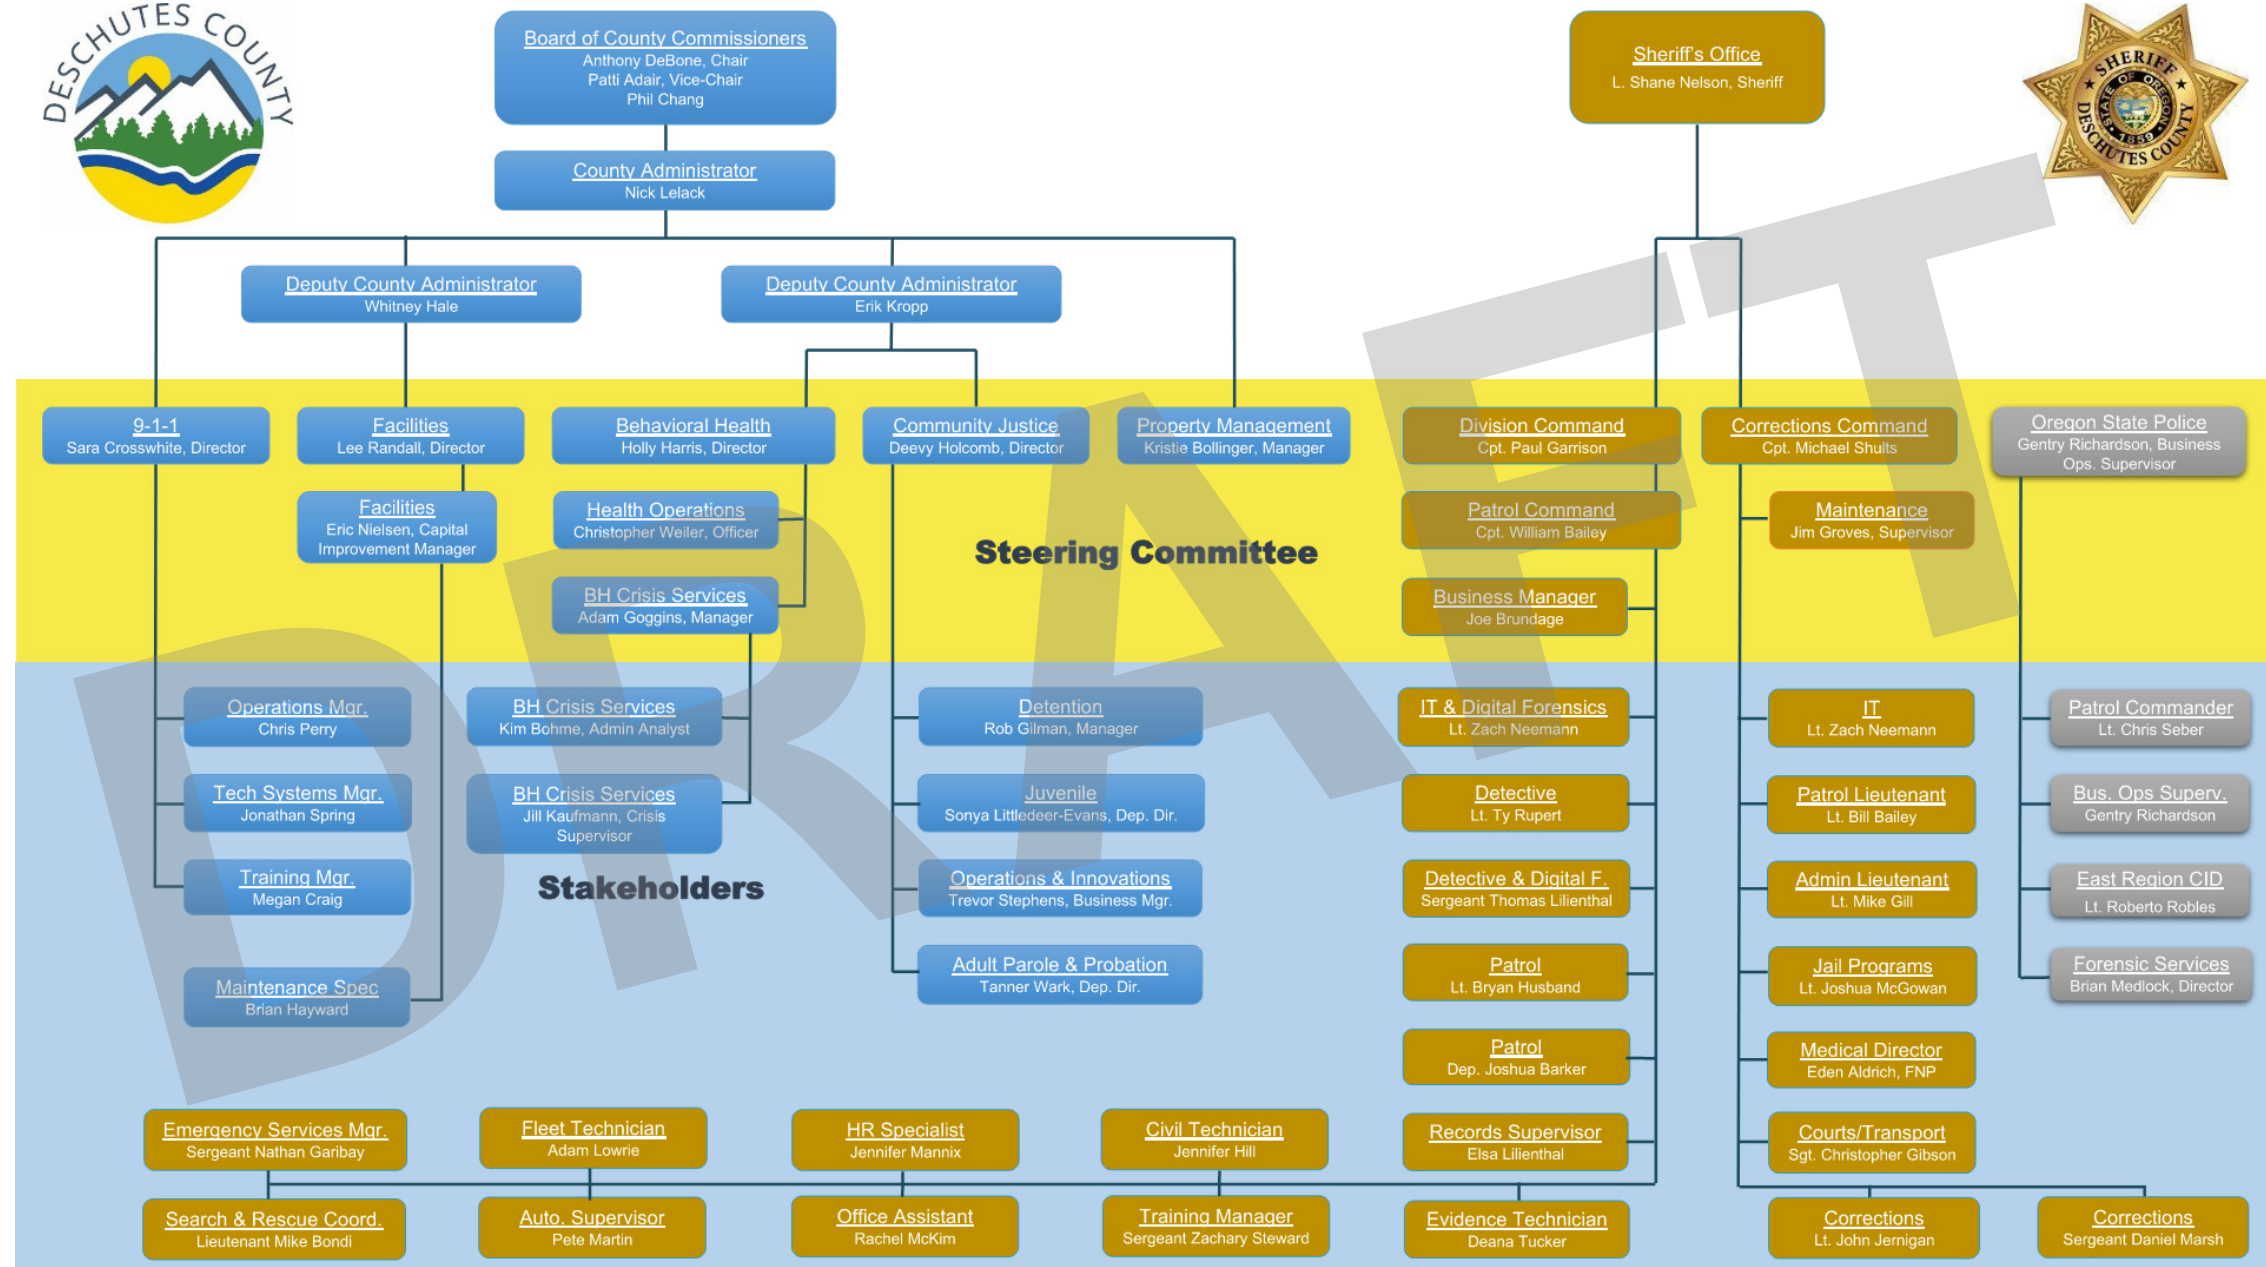 DESCHUTES COUNTY
Board of County Commissioners
Anthony DeBone, Chair
Patti Adair, Vice-Chair
Phil Chang
Sheriff's Office
L. Shane Nelson, Sheriff
SHERIFF
STATE OF OREGON
1859
DESCHUTES COUNTY
County Administrator
Nick Lelack
Deputy County Administrator
Whitney Hale
Deputy County Administrator
Erik Kropp
DRAFT
9-1-1
Sara Crosswhite, Director
Facilities
Lee Randall, Director
Behavioral Health
Holly Harris, Director
Community Justice
Deevy Holcomb, Director
Property Management
Kristie Bollinger, Manager
Division Command
Cpt. Paul Garrison
Corrections Command
Cpt. Michael Shults
Oregon State Police
Gentry Richardson, Business
Ops. Supervisor
Facilities
Eric Nielsen, Capital
Improvement Manager
Health Operations
Christopher Weiler, Officer
Patrol Command
Cpt. William Bailey
Maintenance
Jim Groves, Supervisor
Steering Committee
BH Crisis Services
Adam Goggins, Manager
Business Manager
Joe Brundage
Operations Mgr.
Chris Perry
BH Crisis Services
Kim Bohme, Admin Analyst
Detention
Rob Gilman, Manager
IT & Digital Forensics
Lt. Zach Neemann
IT
Lt. Zach Neemann
Patrol Commander
Lt. Chris Seber
Tech Systems Mgr.
Jonathan Spring
BH Crisis Services
Jill Kaufmann, Crisis
Supervisor
Juvenile
Sonya Littledeer-Evans, Dep. Dir.
Detective
Lt. Ty Rupert
Patrol Lieutenant
Lt. Bill Bailey
Bus. Ops Superv.
Gentry Richardson
Training Mgr.
Megan Craig
Stakeholders
Operations & Innovations
Trevor Stephens, Business Mgr.
Detective & Digital F.
Sergeant Thomas Lilienthal
Admin Lieutenant
Lt. Mike Gill
East Region CID
Lt. Roberto Robles
Maintenance Spec
Brian Hayward
Adult Parole & Probation
Tanner Wark, Dep. Dir.
Patrol
Lt. Bryan Husband
Jail Programs
Lt. Joshua McGowan
Forensic Services
Brian Medlock, Director
Patrol
Dep. Joshua Barker
Medical Director
Eden Aldrich, FNP
Emergency Services Mgr.
Sergeant Nathan Garibay
Fleet Technician
Adam Lowrie
HR Specialist
Jennifer Mannix
Civil Technician
Jennifer Hill
Records Supervisor
Elsa Lilienthal
Courts/Transport
Sgt. Christopher Gibson
Search & Rescue Coord.
Lieutenant Mike Bondi
Auto. Supervisor
Pete Martin
Office Assistant
Rachel McKim
Training Manager
Sergeant Zachary Steward
Evidence Technician
Deana Tucker
Corrections
Lt. John Jernigan
Corrections
Sergeant Daniel Marsh